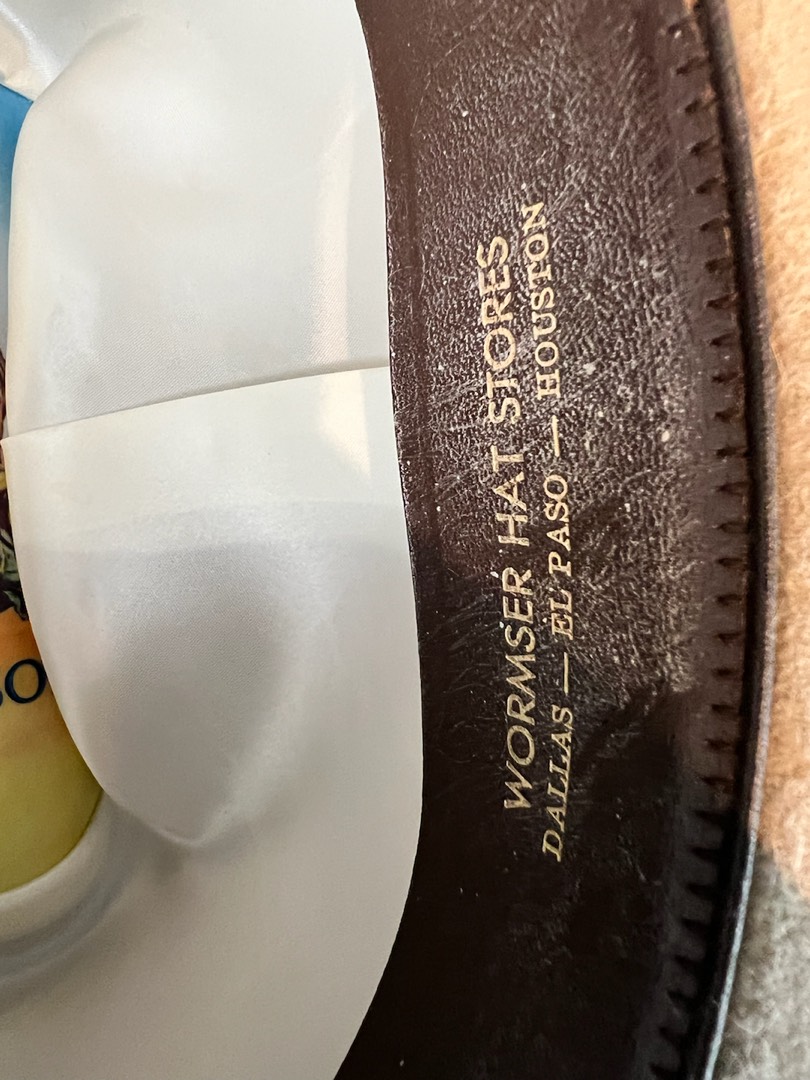 WORMSER HAT STORES
DALLAS — EL PASO — HOUSTON